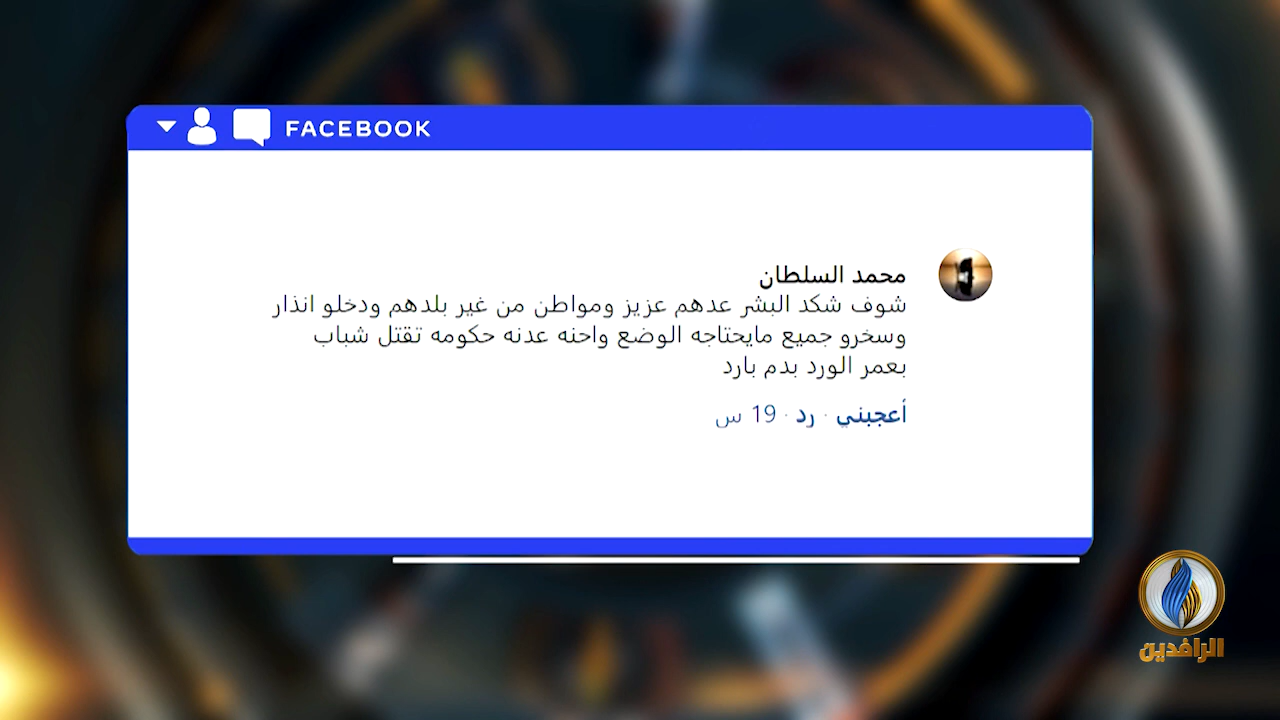 FACEBOOK
محمد السلطان
شوف شكد البشر عدهم عزيز ومواطن من غير بلدهم ودخلو انذار
وسخرو جميع مايحتاجه الوضع واحنه عدنه حكومه تقتل شباب
بعمر الورد بدم بارد
أعجبني · رد · 19 س
الرافدين